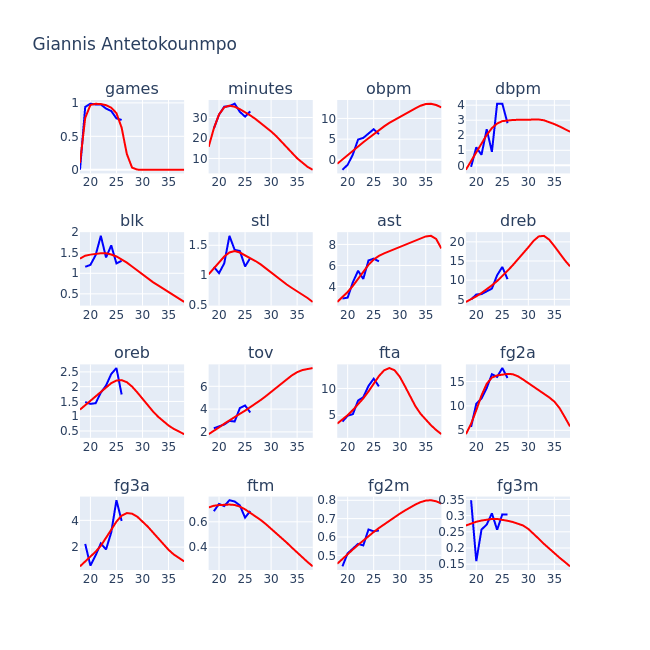 Giannis Antetokounmpo
games minutes obpm dbpm
1 0.5 0 20 25 30 35
30 20 10 20 25 30 35
10 5 0 20 25 30 35
4 3 2 1 0 20 25 30 35
blk stl ast dreb
2 1.5 1 0.5 20 25 30 35
1.5 1 0.5 20 25 30 35
8 6 4 20 25 30 35
20 15 10 5 20 25 30 35
oreb tov fta fg2a
2.5 2 1.5 1 0.5 20 25 30 35
6 4 2 20 25 30 35
10 5 20 25 30 35
15 10 5 20 25 30 35
fg3a ftm fg2m fg3m
4 2 20 25 30 35
0.6 0.4 20 25 30 35
0.8 0.7 0.6 0.5 20 25 30 35
0.35 0.3 0.25 0.2 0.15 20 25 30 35